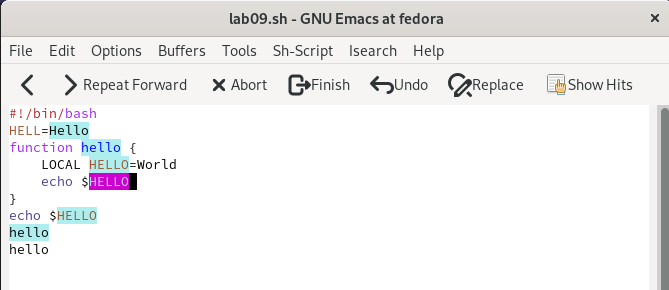 lab09.sh - GNU Emacs at fedora
File Edit Options Buffers Tools Sh-Script Isearch Help
Repeat Forward Abort Finish Undo Replace Show Hits
#!/bin/bash
HELL=Hello
function hello {
    LOCAL HELLO=World
    echo $HELLO
}
echo $HELLO
hello
hello